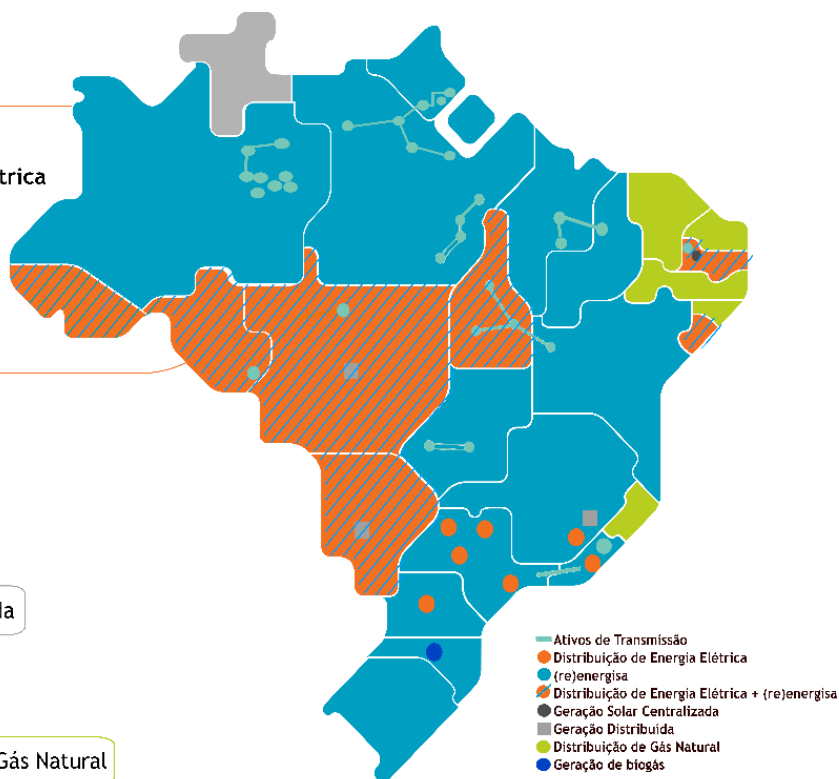 trica
da
Gás Natural
Ativos de Transmissão
Distribuição de Energia Elétrica
(re)energisa
Distribuição de Energia Elétrica + (re)energisa
Geração Solar Centralizada
Geração Distribuída
Distribuição de Gás Natural
Geração de biogás